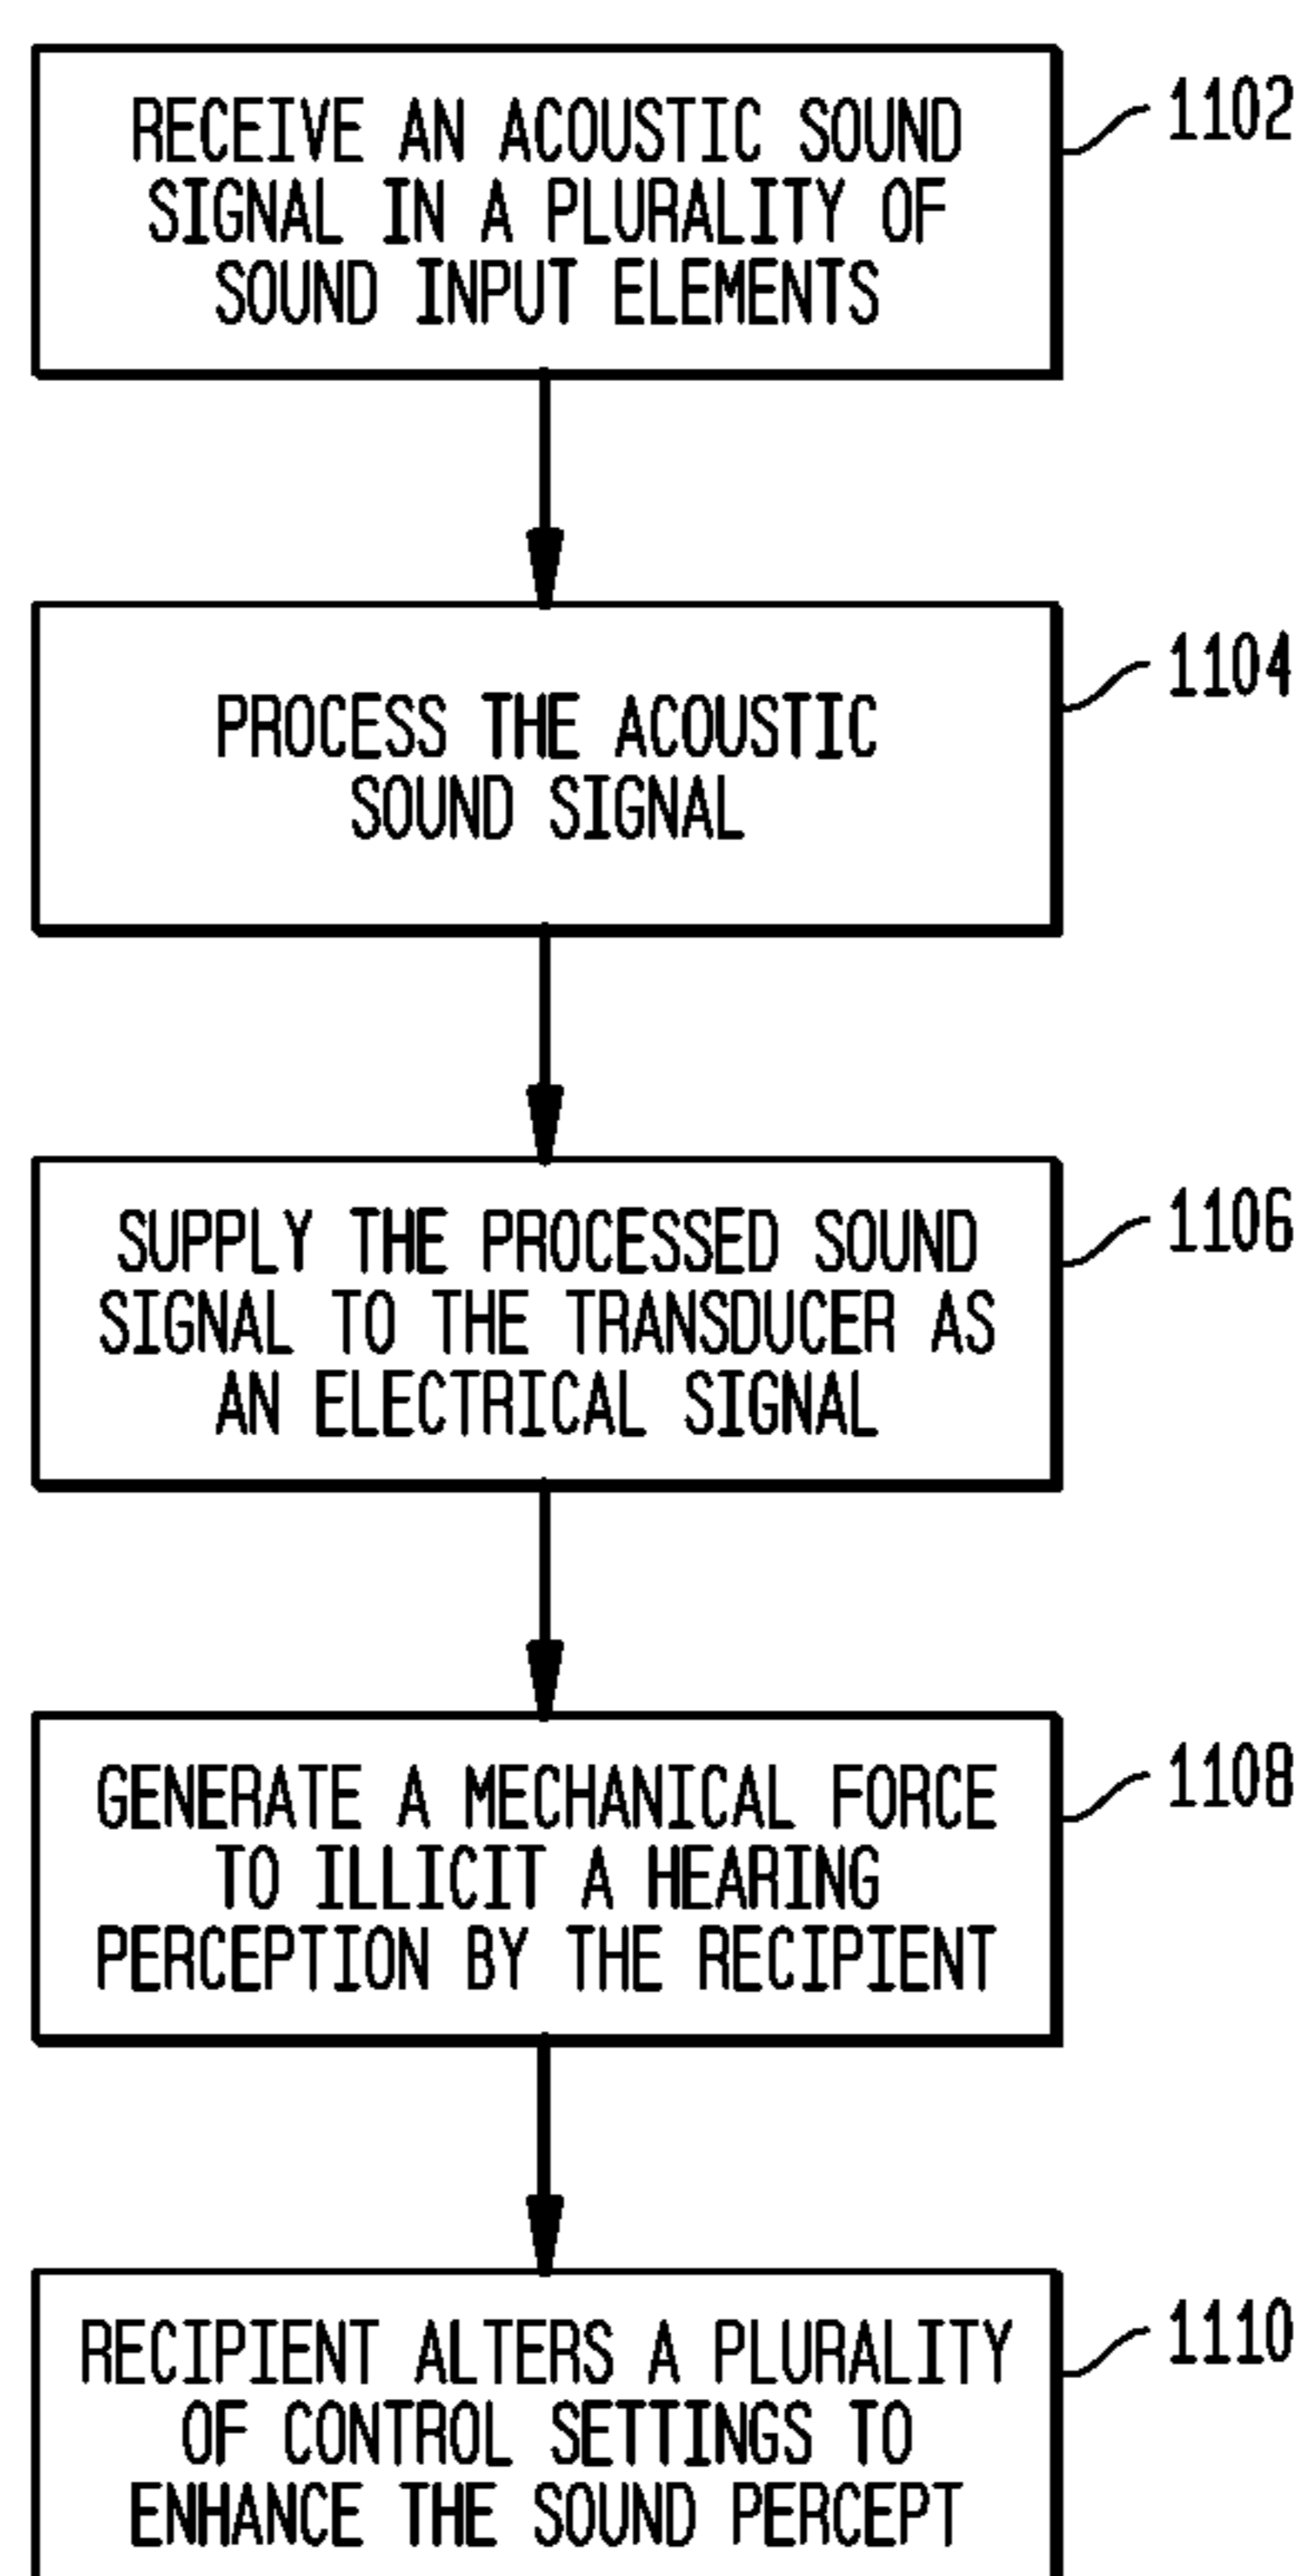 RECEIVE AN ACOUSTIC SOUND
SIGNAL IN A PLURALITY OF
SOUND INPUT ELEMENTS
1102
PROCESS THE ACOUSTIC
SOUND SIGNAL
1104
SUPPLY THE PROCESSED SOUND
SIGNAL TO THE TRANSDUCER AS
AN ELECTRICAL SIGNAL
1106
GENERATE A MECHANICAL FORCE
TO ILLICIT A HEARING
PERCEPTION BY THE RECIPIENT
1108
RECIPIENT ALTERS A PLURALITY
OF CONTROL SETTINGS TO
ENHANCE THE SOUND PERCEPT
1110